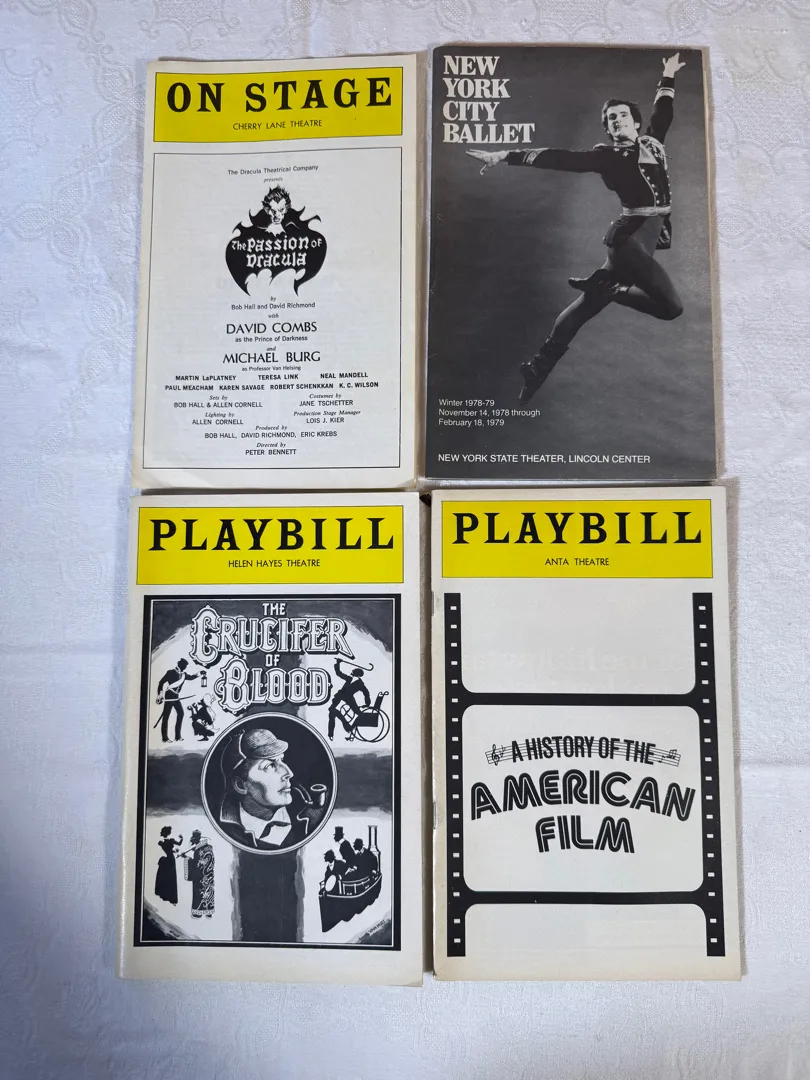 ON STAGE
CHERRY LANE THEATRE
The Dracula Theatrical Company
presents
The Passion of
Dracula
by
Bob Hall and David Richmond
with
DAVID COMBS
as the Prince of Darkness
and
MICHAEL BURG
as Professor Van Helsing
MARTIN LaPLATNEY TERESA LINK NEAL MANDELL
PAUL MEACHAM KAREN SAVAGE ROBERT SCHENKKAN K. C. WILSON
Sets by
BOB HALL & ALLEN CORNELL
Costumes by
JANE TSCHETTER
Lighting by
ALLEN CORNELL
Production Stage Manager
LOIS J. KIER
Produced by
BOB HALL, DAVID RICHMOND, ERIC KREBS
Directed by
PETER BENNETT
NEW
YORK
CITY
BALLET
Winter 1978-79
November 14, 1978 through
February 18, 1979
NEW YORK STATE THEATER, LINCOLN CENTER
PLAYBILL
HELEN HAYES THEATRE
THE
CRUCIFER
OF
BLOOD
PLAYBILL
ANTA THEATRE
A HISTORY OF THE
AMERICAN
FILM